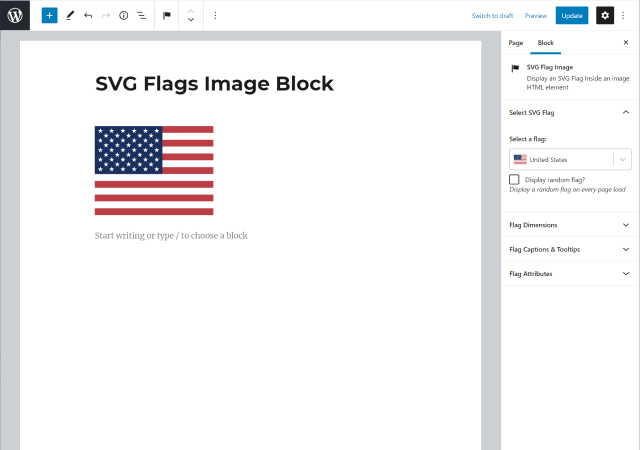 Switch to draft
Preview
Update
SVG Flags Image Block
Start writing or type / to choose a block
Page
Block
SVG Flag Image
Display an SVG Flag Inside an image
HTML element
Select SVG Flag
Select a flag:
United States
Display random flag?
Display a random flag on every page load
Flag Dimensions
Flag Captions & Tooltips
Flag Attributes